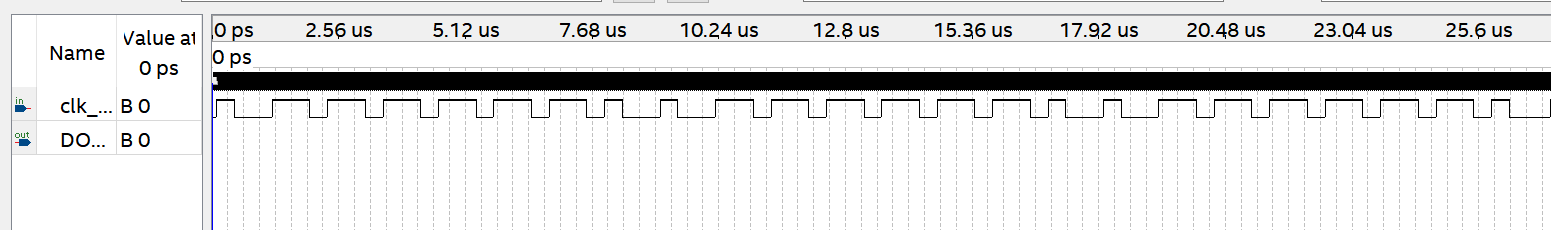 Name
Value at
0 ps
0 ps 2.56 us 5.12 us 7.68 us 10.24 us 12.8 us 15.36 us 17.92 us 20.48 us 23.04 us 25.6 us
0 ps
in clk_... B 0
out DO... B 0